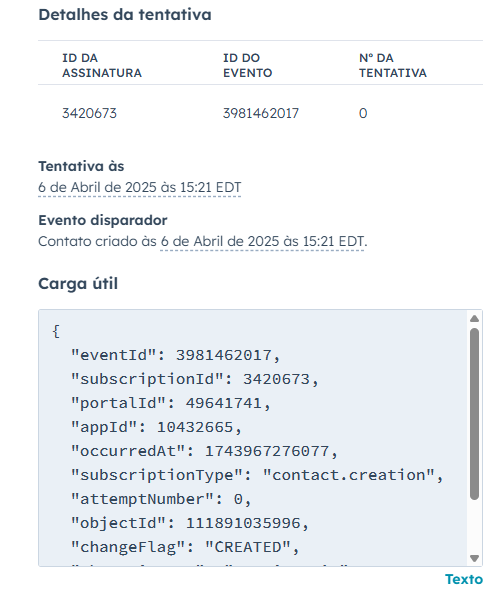 Detalhes da tentativa
ID DA ASSINATURA
ID DO EVENTO
Nº DA TENTATIVA
3420673
3981462017
0
Tentativa às
6 de Abril de 2025 às 15:21 EDT
Evento disparador
Contato criado às 6 de Abril de 2025 às 15:21 EDT.
Carga útil
{
"eventId": 3981462017,
"subscriptionId": 3420673,
"portalId": 49641741,
"appId": 10432665,
"occurredAt": 1743967276077,
"subscriptionType": "contact.creation",
"attemptNumber": 0,
"objectId": 111891035996,
"changeFlag": "CREATED",
Texto